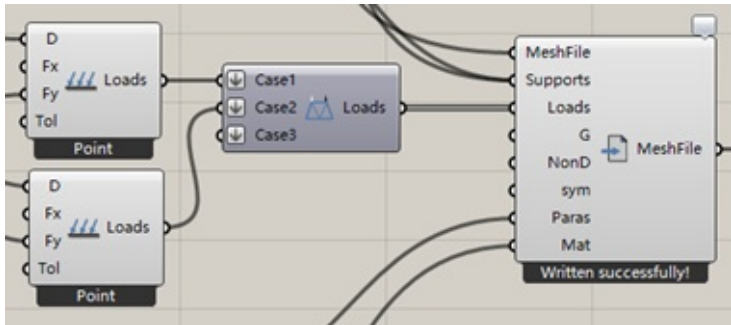 D
Fx
Fy
Tol
Loads
Point
D
Fx
Fy
Tol
Loads
Point
Case1
Case2
Case3
Loads
MeshFile
Supports
Loads
G
NonD
sym
Paras
Mat
MeshFile
Written successfully!